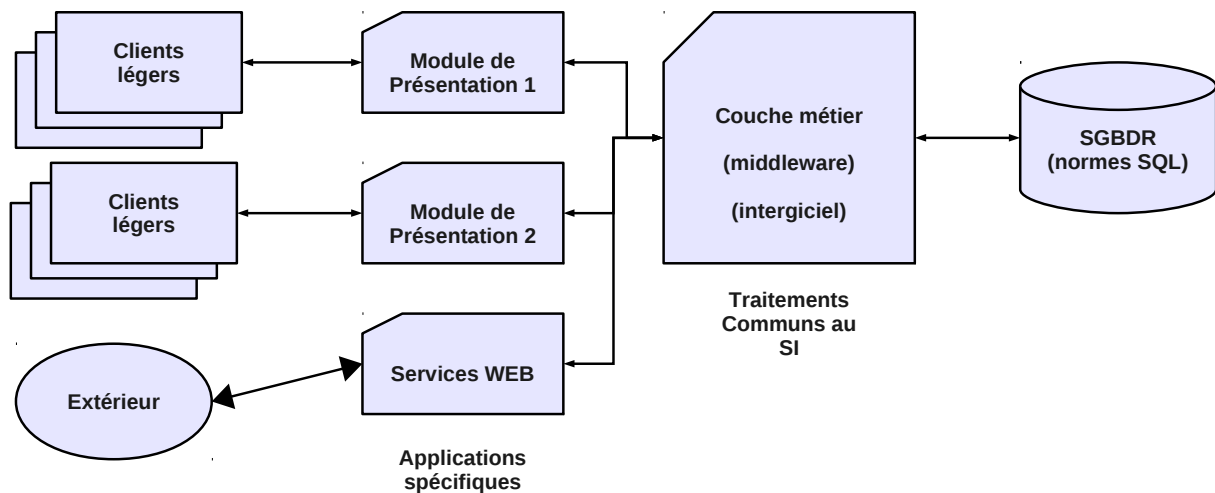 Clients
légers
Module de
Présentation 1
Couche métier
(middleware)
(intergiciel)
SGBDR
(normes SQL)
Clients
légers
Module de
Présentation 2
Traitements
Communs au
SI
Services WEB
Extérieur
Applications
spécifiques